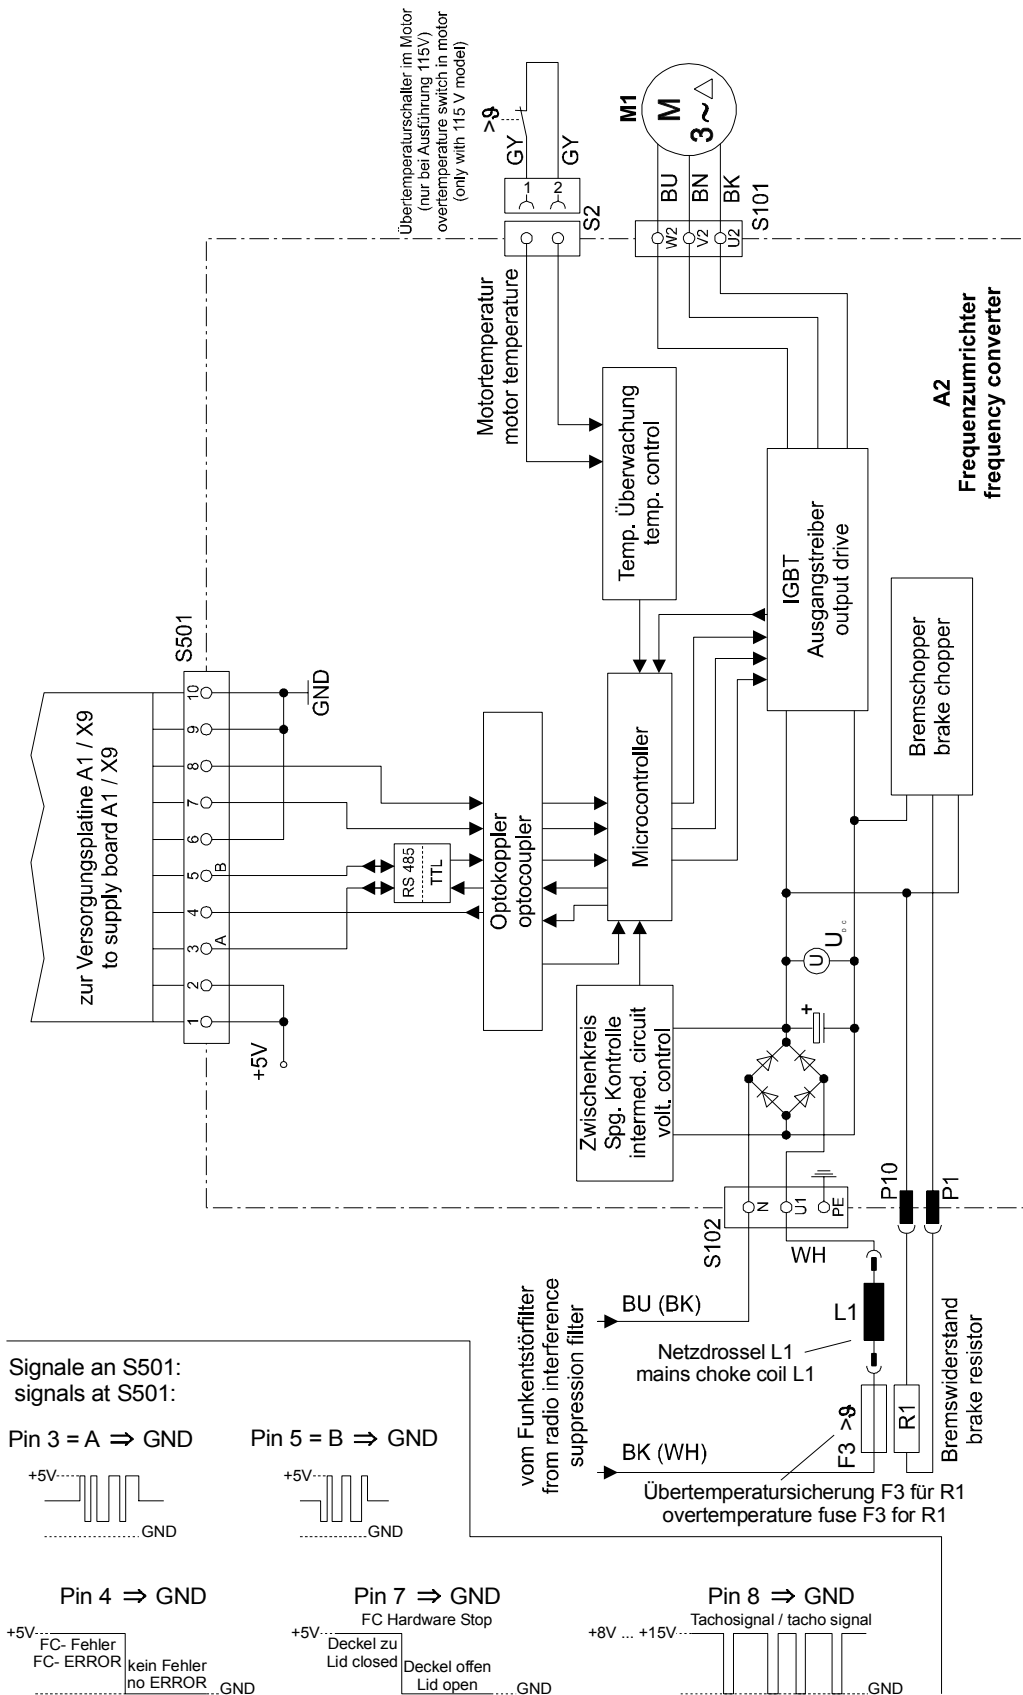 Übertemperaturschalter im Motor
(nur bei Ausführung 115V)
overtemperature switch in motor
(only with 115 V model)
>ϑ
GY
GY
1
2
S2
M1
M
3~△
BU
BN
BK
W2
V2
U2
S101
Motortemperatur
motor temperature
A2
Frequenzumrichter
frequency converter
Temp. Überwachung
temp. control
IGBT
Ausgangstreiber
output drive
Bremschopper
brake chopper
zur Versorgungsplatine A1 / X9
to supply board A1 / X9
S501
1
2
3
4
5
6
7
8
9
10
A
B
+5V
GND
RS 485
TTL
Optokoppler
optocoupler
Microcontroller
Zwischenkreis
Spg. Kontrolle
intermed. circuit
volt. control
+
U
U DC
S102
N
U1
PE
WH
P10
P1
vom Funkentstörfilter
from radio interference
suppression filter
BU (BK)
BK (WH)
L1
Netzdrossel L1
mains choke coil L1
F3 >ϑ
R1
Bremswiderstand
brake resistor
Übertemperatursicherung F3 für R1
overtemperature fuse F3 for R1
Signale an S501:
signals at S501:
Pin 3 = A ⇒ GND
+5V
GND
Pin 5 = B ⇒ GND
+5V
GND
Pin 4 ⇒ GND
+5V
FC- Fehler
FC- ERROR
kein Fehler
no ERROR
GND
Pin 7 ⇒ GND
FC Hardware Stop
+5V
Deckel zu
Lid closed
Deckel offen
Lid open
GND
Pin 8 ⇒ GND
Tachosignal / tacho signal
+8V ... +15V
GND